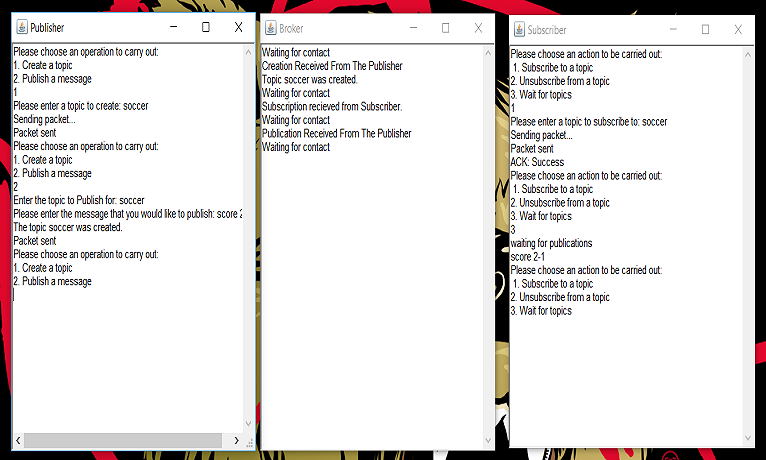 Publisher
Please choose an operation to carry out:
1. Create a topic
2. Publish a message
1
Please enter a topic to create: soccer
Sending packet...
Packet sent
Please choose an operation to carry out:
1. Create a topic
2. Publish a message
2
Enter the topic to Publish for: soccer
Please enter the message that you would like to publish: score 2
The topic soccer was created.
Packet sent
Please choose an operation to carry out:
1. Create a topic
2. Publish a message
Broker
Waiting for contact
Creation Received From The Publisher
Topic soccer was created.
Waiting for contact
Subscription recieved from Subscriber.
Waiting for contact
Publication Received From The Publisher
Waiting for contact
Subscriber
Please choose an action to be carried out:
1. Subscribe to a topic
2. Unsubscribe from a topic
3. Wait for topics
1
Please enter a topic to subscribe to: soccer
Sending packet...
Packet sent
ACK: Success
Please choose an action to be carried out:
1. Subscribe to a topic
2. Unsubscribe from a topic
3. Wait for topics
3
waiting for publications
score 2-1
Please choose an action to be carried out:
1. Subscribe to a topic
2. Unsubscribe from a topic
3. Wait for topics